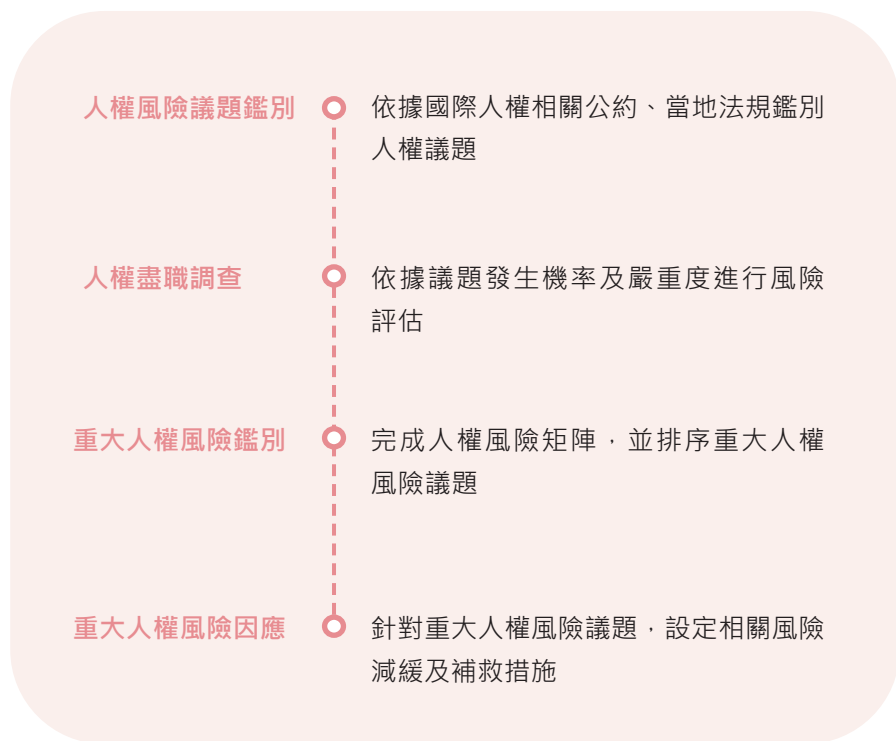 人權風險議題鑑別
依據國際人權相關公約、當地法規鑑別
人權議題
人權盡職調查
依據議題發生機率及嚴重度進行風險
評估
重大人權風險鑑別
完成人權風險矩陣，並排序重大人權
風險議題
重大人權風險因應
針對重大人權風險議題，設定相關風險
減緩及補救措施